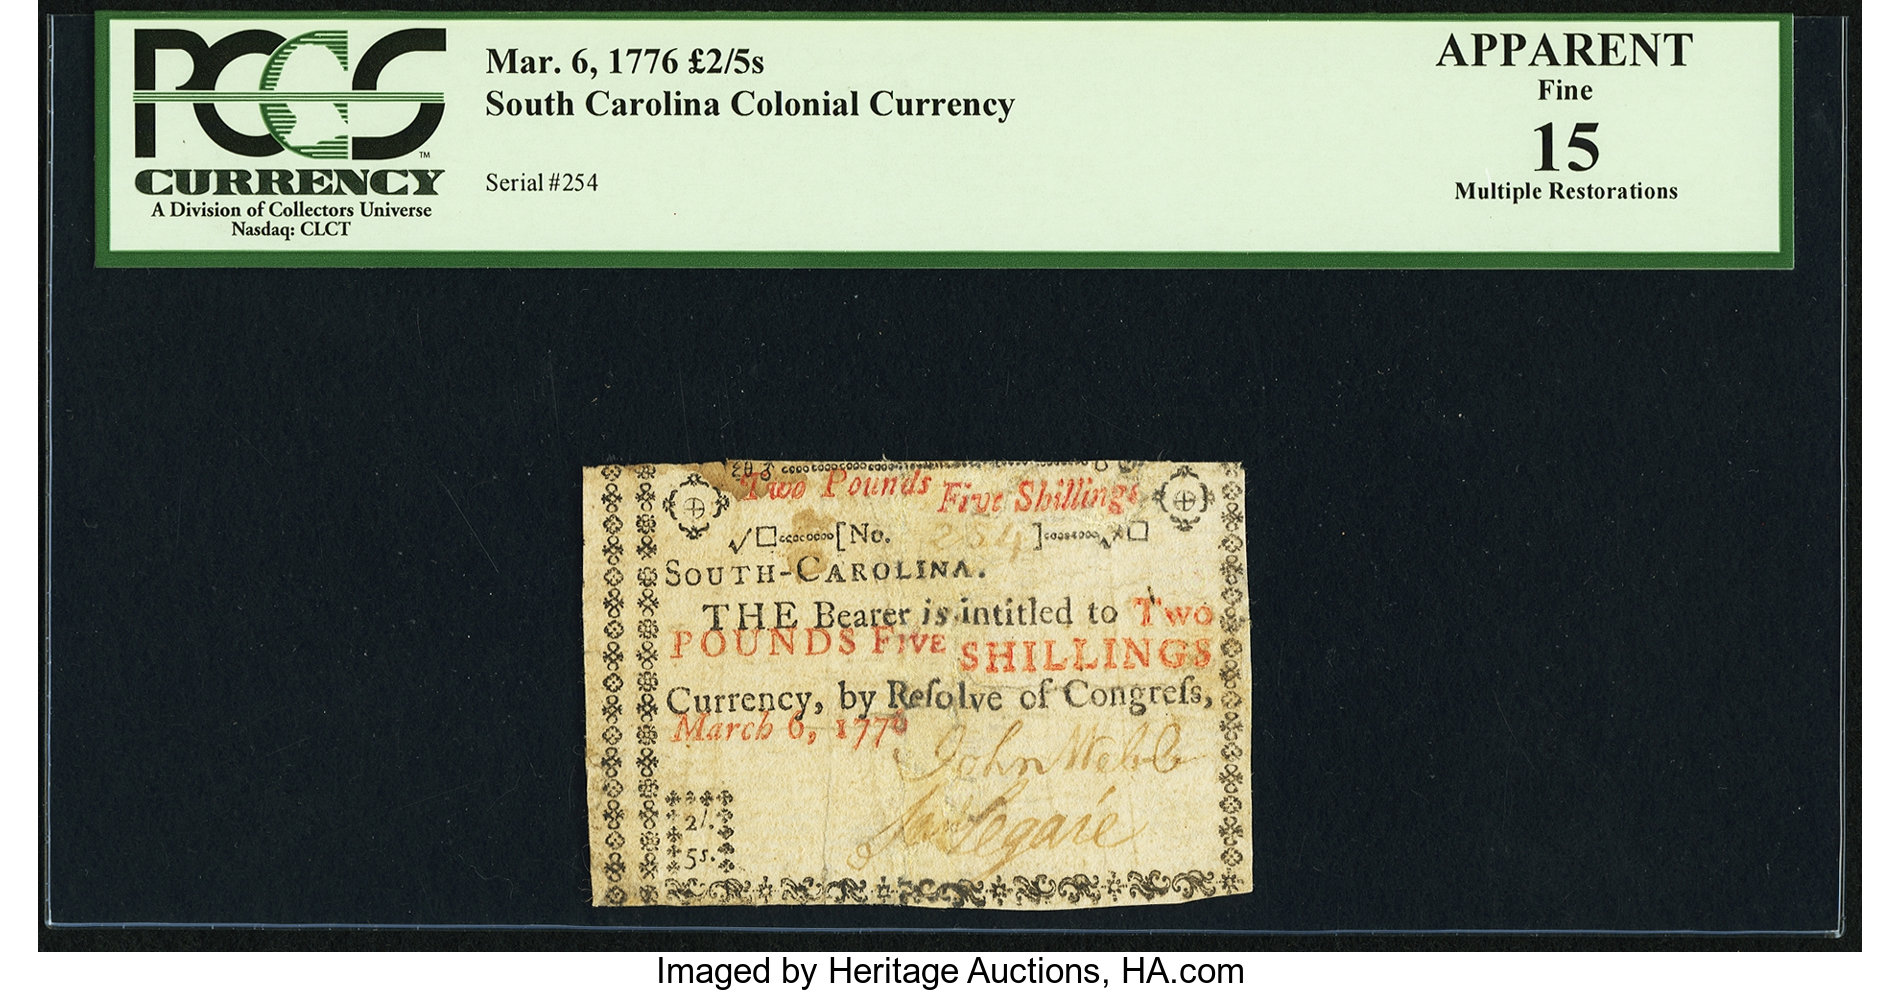 PCGS
TM
CURRENCY
A Division of Collectors Universe
Nasdaq: CLCT
Mar. 6, 1776 £2/5s
South Carolina Colonial Currency
Serial #254
APPARENT
Fine
15
Multiple Restorations
Two Pounds Five Shillings
[No. 254 ]
SOUTH-CAROLINA.
THE Bearer is intitled to Two
POUNDS FIVE SHILLINGS
Currency, by Reſolve of Congreſs,
March 6, 1776
John Webb
Legaré
2l.
5s.
Imaged by Heritage Auctions, HA.com